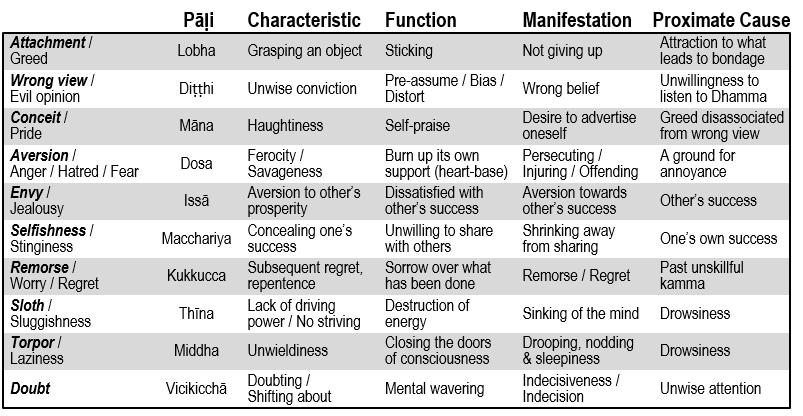 Pāḷi Characteristic Function Manifestation Proximate Cause
Attachment / Greed Lobha Grasping an object Sticking Not giving up Attraction to what leads to bondage
Wrong view / Evil opinion Diṭṭhi Unwise conviction Pre-assume / Bias / Distort Wrong belief Unwillingness to listen to Dhamma
Conceit / Pride Māna Haughtiness Self-praise Desire to advertise oneself Greed disassociated from wrong view
Aversion / Anger / Hatred / Fear Dosa Ferocity / Savageness Burn up its own support (heart-base) Persecuting / Injuring / Offending A ground for annoyance
Envy / Jealousy Issā Aversion to other's prosperity Dissatisfied with other's success Aversion towards other's success Other's success
Selfishness / Stinginess Macchariya Concealing one's success Unwilling to share with others Shrinking away from sharing One's own success
Remorse / Worry / Regret Kukkucca Subsequent regret, repentence Sorrow over what has been done Remorse / Regret Past unskillful kamma
Sloth / Sluggishness Thīna Lack of driving power / No striving Destruction of energy Sinking of the mind Drowsiness
Torpor / Laziness Middha Unwieldiness Closing the doors of consciousness Drooping, nodding & sleepiness Drowsiness
Doubt Vicikicchā Doubting / Shifting about Mental wavering Indecisiveness / Indecision Unwise attention